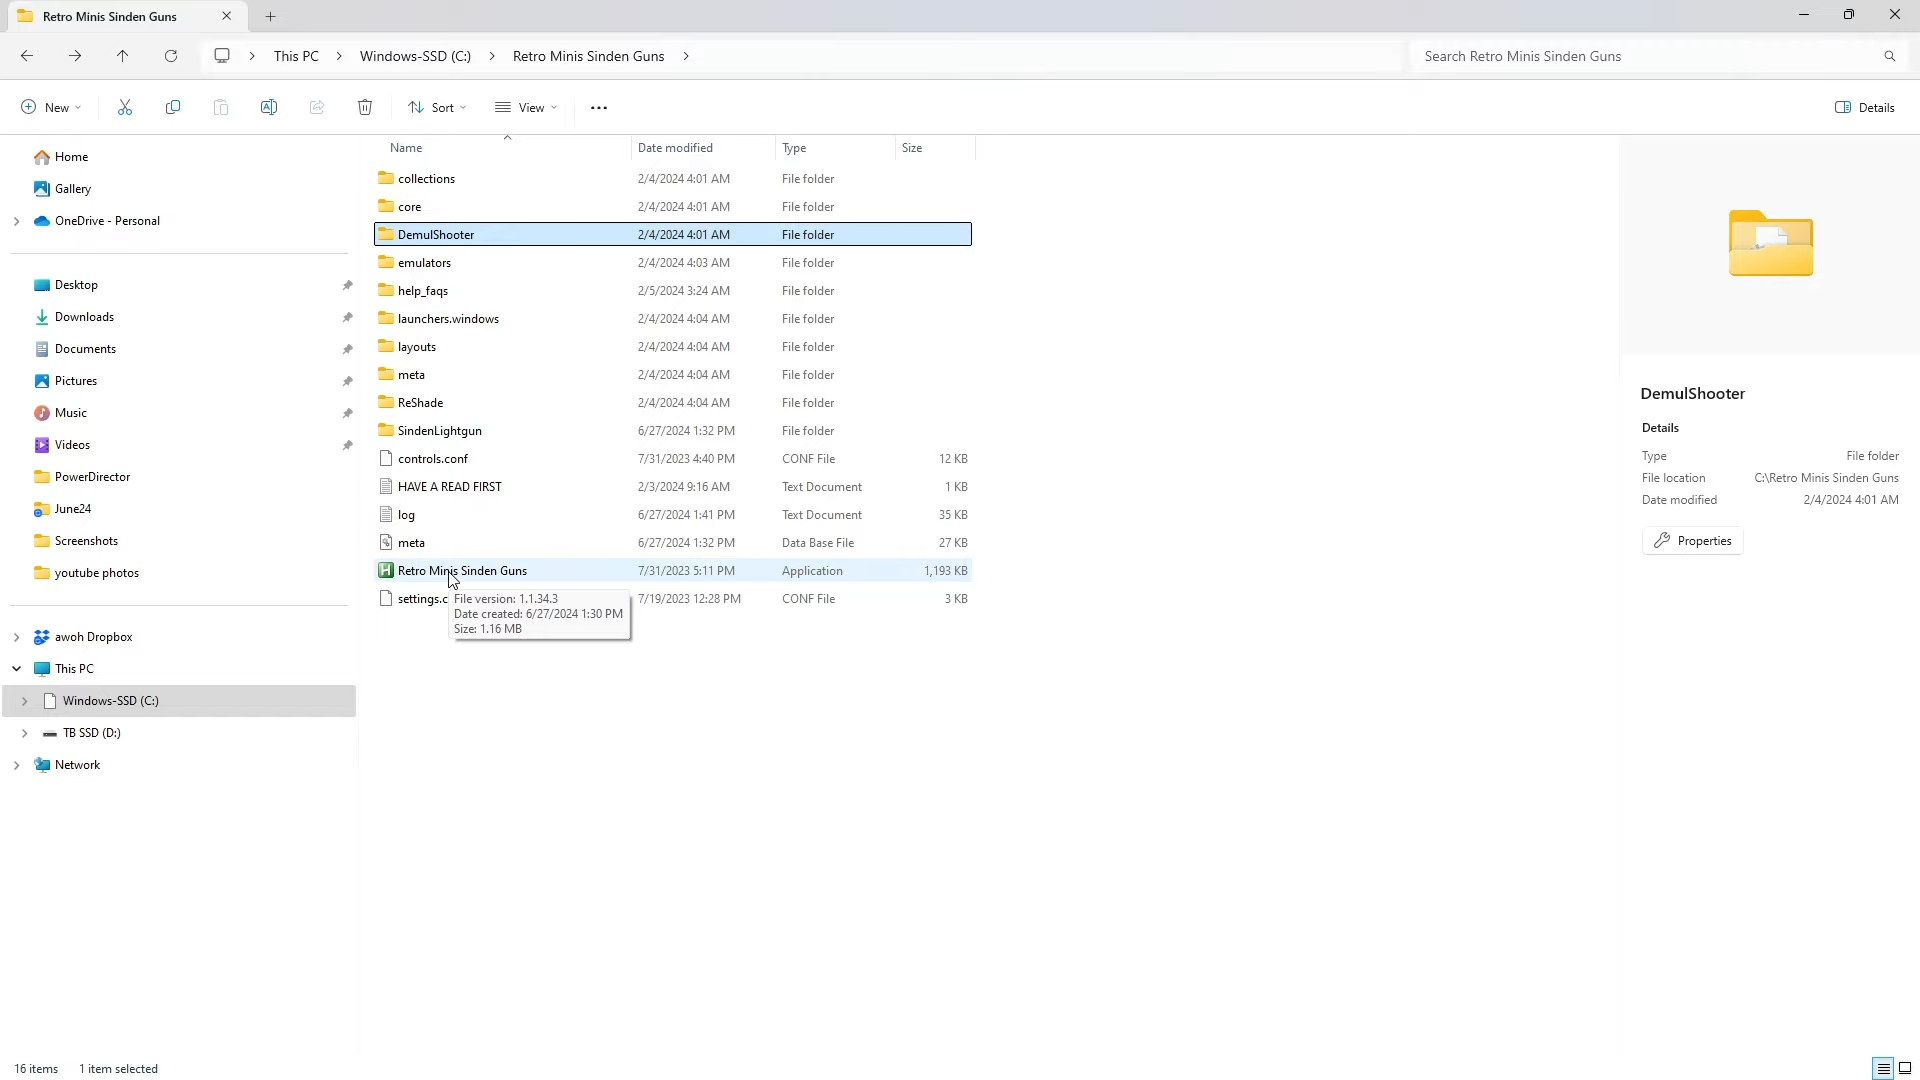 Retro Minis Sinden Guns
This PC
Windows-SSD (C:)
Retro Minis Sinden Guns
Search Retro Minis Sinden Guns
New
Sort
View
Details
Home
Gallery
OneDrive - Personal
Desktop
Downloads
Documents
Pictures
Music
Videos
PowerDirector
June24
Screenshots
youtube photos
awoh Dropbox
This PC
Windows-SSD (C:)
TB SSD (D:)
Network
Name Date modified Type Size
collections 2/4/2024 4:01 AM File folder
core 2/4/2024 4:01 AM File folder
DemulShooter 2/4/2024 4:01 AM File folder
emulators 2/4/2024 4:03 AM File folder
help_faqs 2/5/2024 3:24 AM File folder
launchers.windows 2/4/2024 4:04 AM File folder
layouts 2/4/2024 4:04 AM File folder
meta 2/4/2024 4:04 AM File folder
ReShade 2/4/2024 4:04 AM File folder
SindenLightgun 6/27/2024 1:32 PM File folder
controls.conf 7/31/2023 4:40 PM CONF File 12 KB
HAVE A READ FIRST 2/3/2024 9:16 AM Text Document 1 KB
log 6/27/2024 1:41 PM Text Document 35 KB
meta 6/27/2024 1:32 PM Data Base File 27 KB
Retro Minis Sinden Guns 7/31/2023 5:11 PM Application 1,193 KB
settings.c 7/19/2023 12:28 PM CONF File 3 KB
File version: 1.1.34.3
Date created: 6/27/2024 1:30 PM
Size: 1.16 MB
DemulShooter
Details
Type File folder
File location C:\Retro Minis Sinden Guns
Date modified 2/4/2024 4:01 AM
Properties
16 items 1 item selected